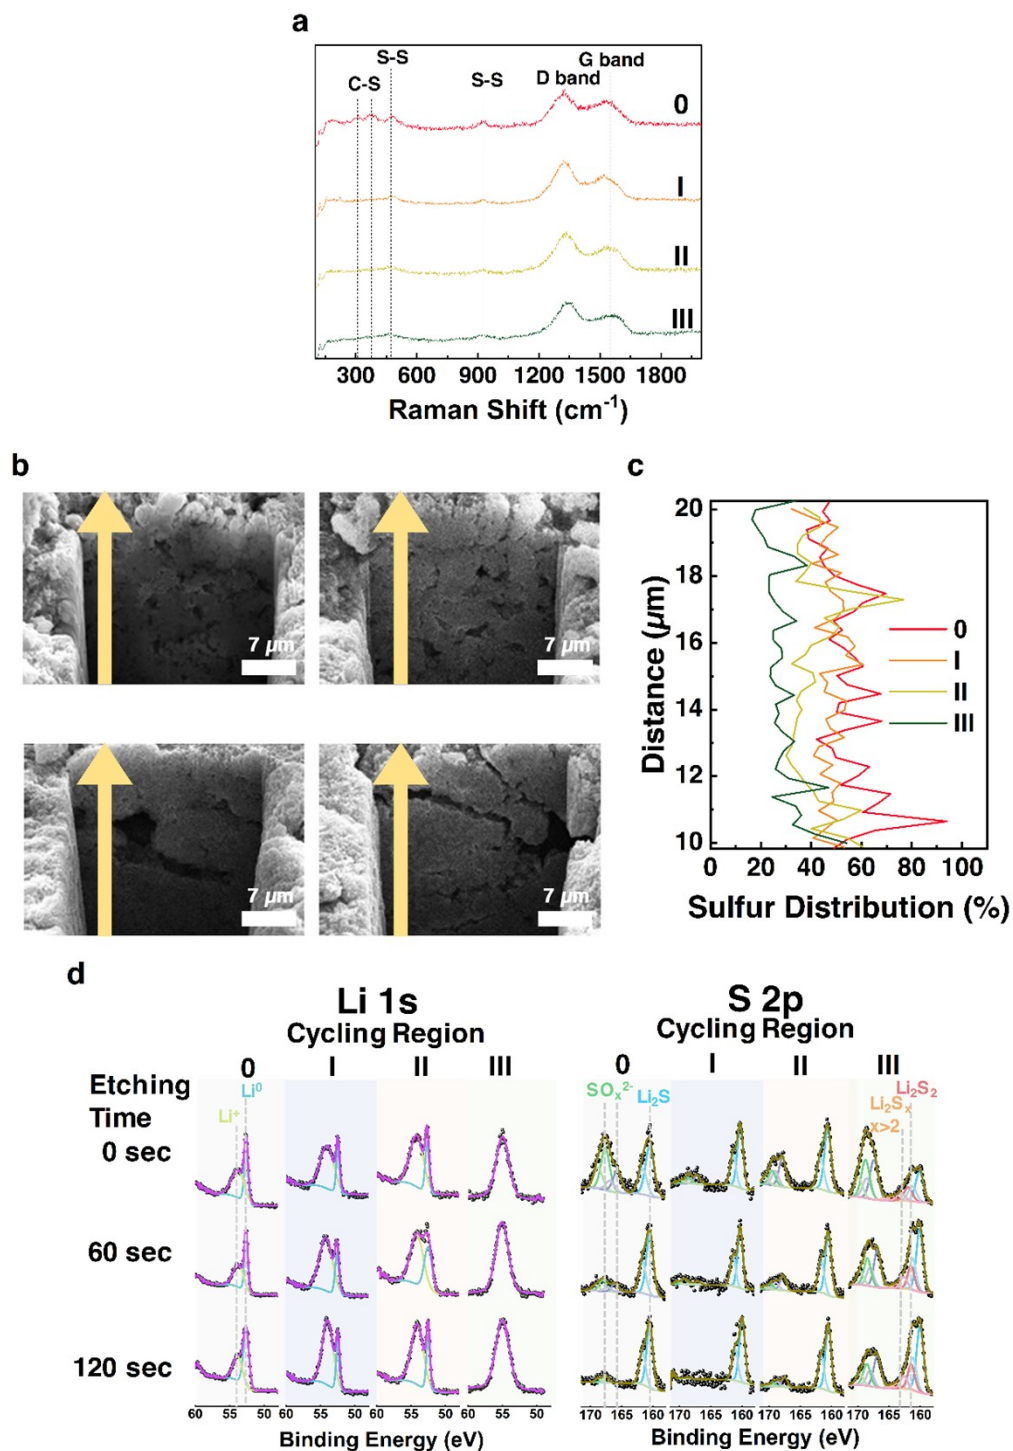 a
S-S
G band
C-S
S-S
D band
0
I
II
III
300 600 900 1200 1500 1800
Raman Shift (cm⁻¹)
b
7 µm
7 µm
7 µm
7 µm
c
20
18
16
14
12
10
Distance (µm)
0
I
II
III
0 20 40 60 80 100
Sulfur Distribution (%)
d
Li 1s
S 2p
Cycling Region
Cycling Region
0 I II III
0 I II III
Etching
Time
Li⁰
Li⁺
SOₓ²⁻
Li₂S
Li₂S₂
Li₂Sₓ
x>2
0 sec
60 sec
120 sec
60 55 50 60 55 50 60 55 50 60 55 50
170 165 160 170 165 160 170 165 160 170 165 160
Binding Energy (eV)
Binding Energy (eV)